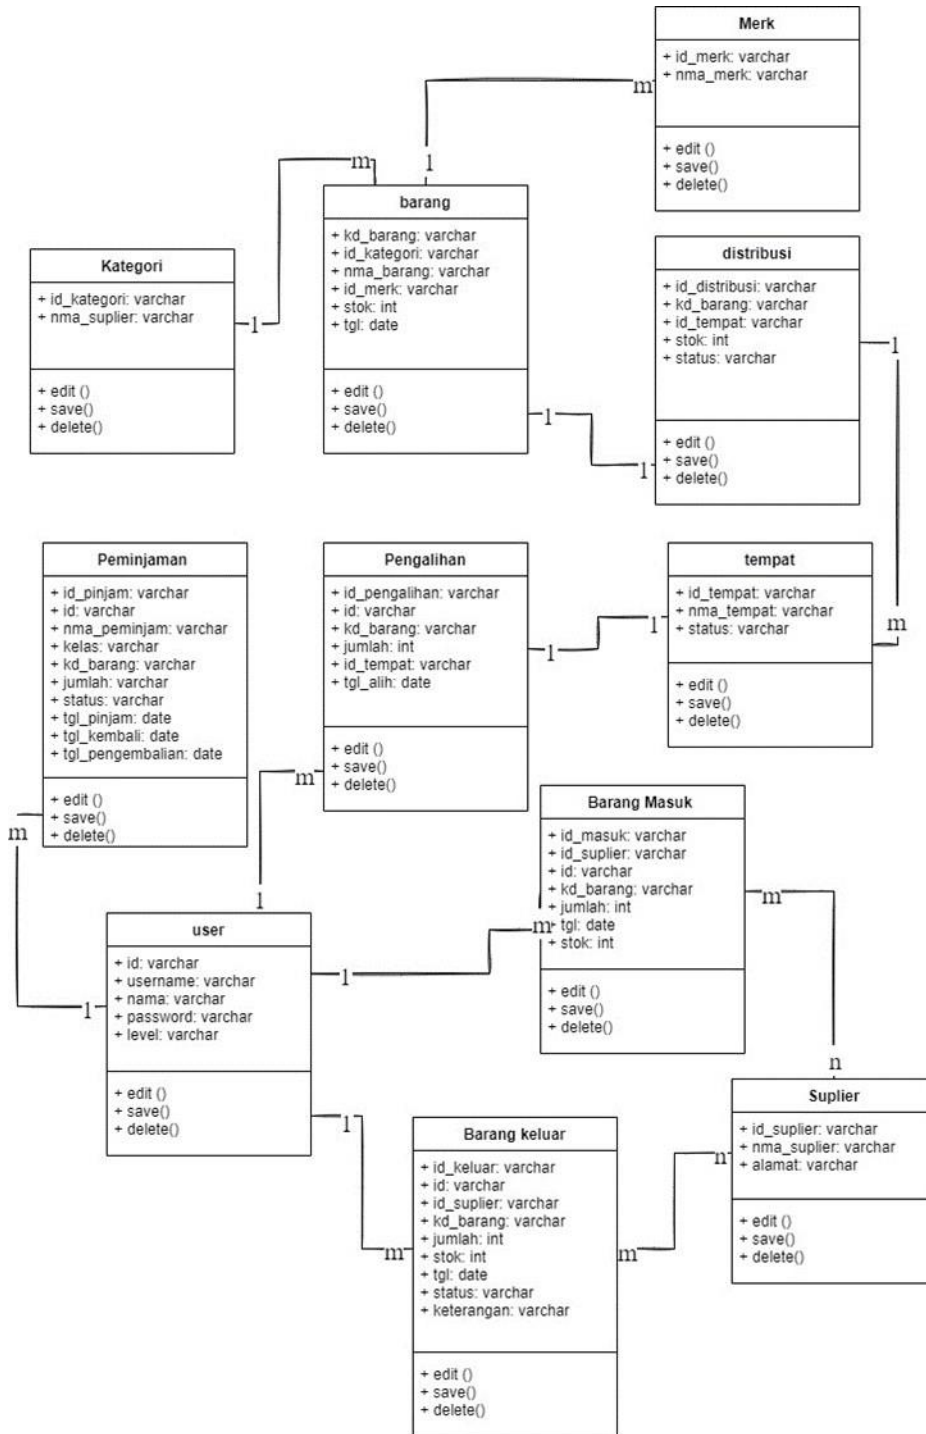 Merk
+ id_merk: varchar
+ nma_merk: varchar
+ edit ()
+ save()
+ delete()
m
1
m
barang
+ kd_barang: varchar
+ id_kategori: varchar
+ nma_barang: varchar
+ id_merk: varchar
+ stok: int
+ tgl: date
+ edit ()
+ save()
+ delete()
Kategori
+ id_kategori: varchar
+ nma_suplier: varchar
+ edit ()
+ save()
+ delete()
1
distribusi
+ id_distribusi: varchar
+ kd_barang: varchar
+ id_tempat: varchar
+ stok: int
+ status: varchar
+ edit ()
+ save()
+ delete()
1
1
1
Peminjaman
+ id_pinjam: varchar
+ id: varchar
+ nma_peminjam: varchar
+ kelas: varchar
+ kd_barang: varchar
+ jumlah: varchar
+ status: varchar
+ tgl_pinjam: date
+ tgl_kembali: date
+ tgl_pengembalian: date
+ edit ()
+ save()
+ delete()
Pengalihan
+ id_pengalihan: varchar
+ id: varchar
+ kd_barang: varchar
+ jumlah: int
+ id_tempat: varchar
+ tgl_alih: date
+ edit ()
+ save()
+ delete()
tempat
+ id_tempat: varchar
+ nma_tempat: varchar
+ status: varchar
+ edit ()
+ save()
+ delete()
1
1
m
m
m
1
Barang Masuk
+ id_masuk: varchar
+ id_suplier: varchar
+ id: varchar
+ kd_barang: varchar
+ jumlah: int
+ tgl: date
+ stok: int
+ edit ()
+ save()
+ delete()
m
m
user
+ id: varchar
+ username: varchar
+ nama: varchar
+ password: varchar
+ level: varchar
+ edit ()
+ save()
+ delete()
1
1
1
n
Suplier
+ id_suplier: varchar
+ nma_suplier: varchar
+ alamat: varchar
+ edit ()
+ save()
+ delete()
Barang keluar
+ id_keluar: varchar
+ id: varchar
+ id_suplier: varchar
+ kd_barang: varchar
+ jumlah: int
+ stok: int
+ tgl: date
+ status: varchar
+ keterangan: varchar
+ edit ()
+ save()
+ delete()
n
m
m